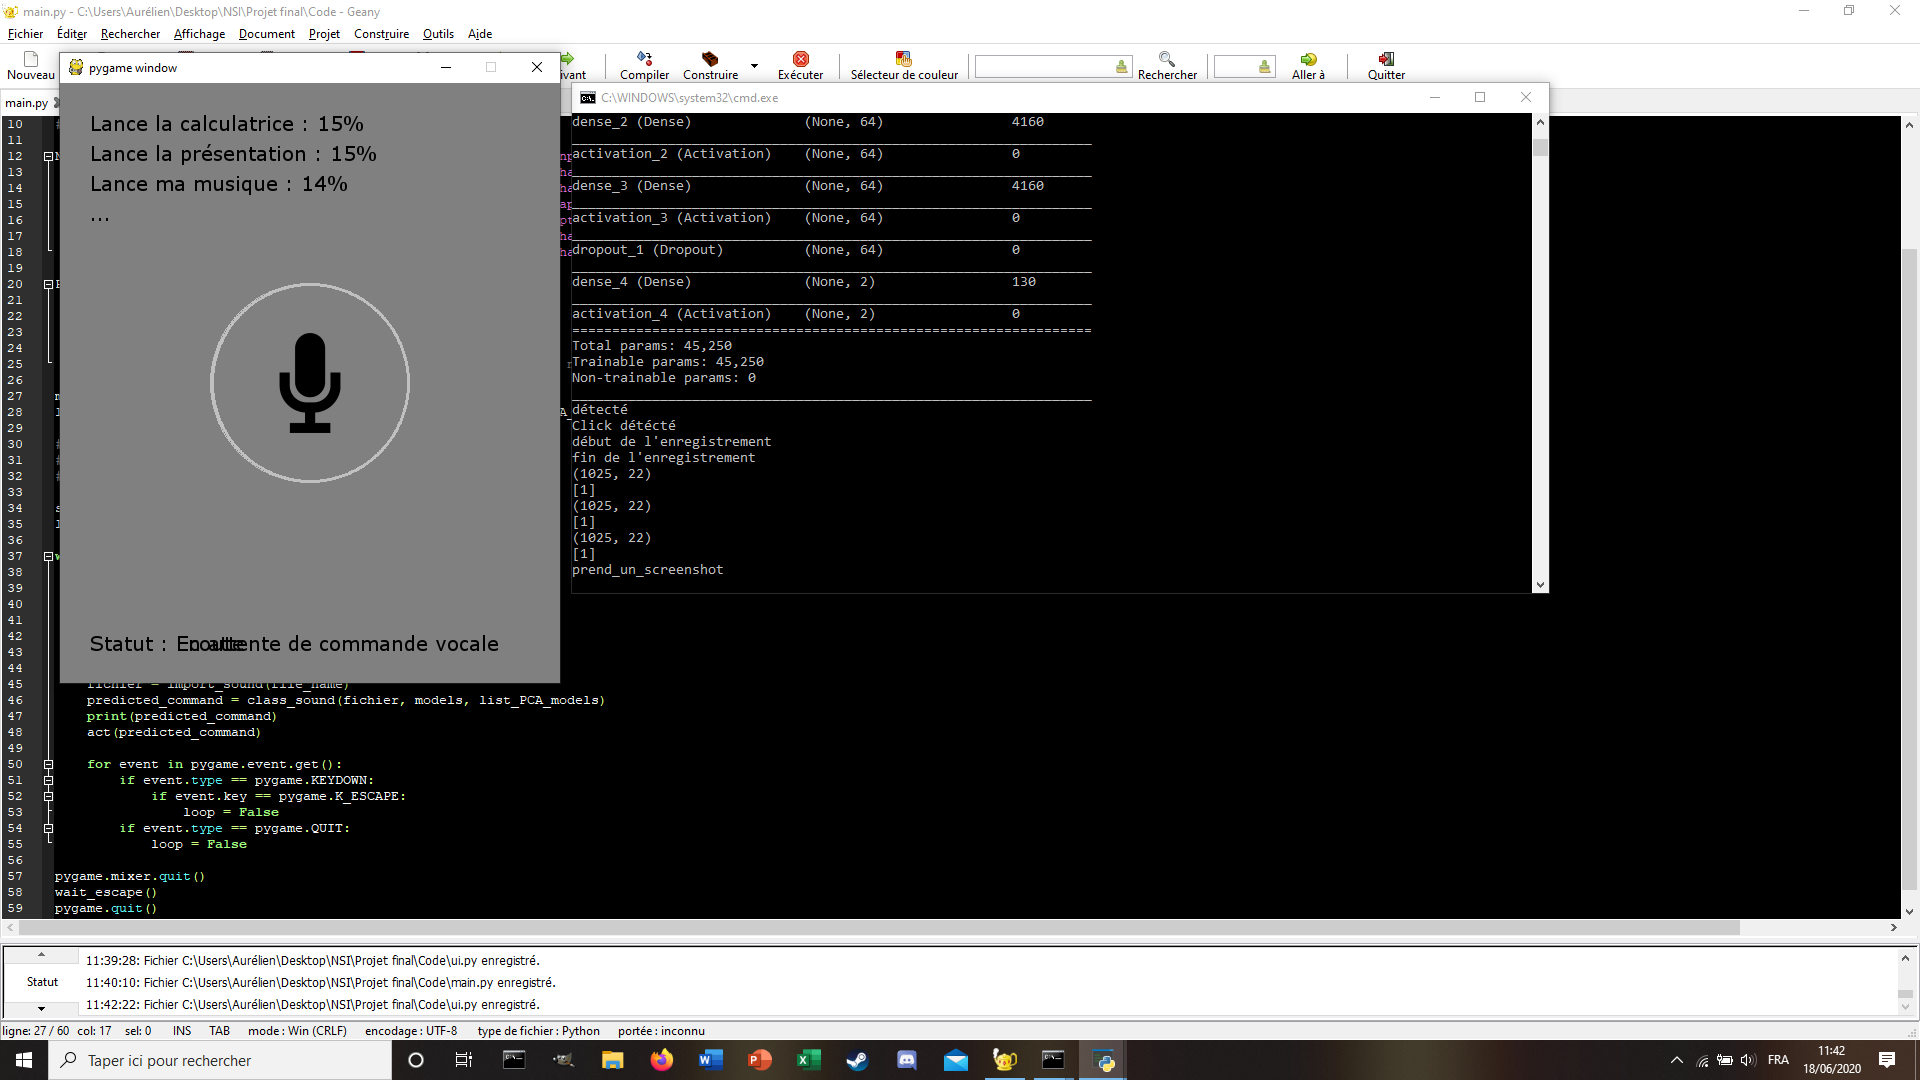 main.py - C:\Users\Aurélien\Desktop\NSI\Projet final\Code - Geany
Fichier Éditer Rechercher Affichage Document Projet Construire Outils Aide
Nouveau
Compiler Construire Exécuter Sélecteur de couleur Rechercher Aller à Quitter
main.py
pygame window
Lance la calculatrice : 15%
Lance la présentation : 15%
Lance ma musique : 14%
...
Statut :
de commande vocale
C:\WINDOWS\system32\cmd.exe
dense_2 (Dense) (None, 64) 4160
activation_2 (Activation) (None, 64) 0
dense_3 (Dense) (None, 64) 4160
activation_3 (Activation) (None, 64) 0
dropout_1 (Dropout) (None, 64) 0
dense_4 (Dense) (None, 2) 130
activation_4 (Activation) (None, 2) 0
=================================================================
Total params: 45,250
Trainable params: 45,250
Non-trainable params: 0
détecté
Click détécté
début de l'enregistrement
fin de l'enregistrement
(1025, 22)
[1]
(1025, 22)
[1]
(1025, 22)
[1]
prend_un_screenshot
10
11
12
13
14
15
16
17
18
19
20
21
22
23
24
25
26
27
28
29
30
31
32
33
34
35
36
37
38
39
40
41
42
43
44
45 fichier = import_sound(file_name)
46 predicted_command = class_sound(fichier, models, list_PCA_models)
47 print(predicted_command)
48 act(predicted_command)
49
50 for event in pygame.event.get():
51 if event.type == pygame.KEYDOWN:
52 if event.key == pygame.K_ESCAPE:
53 loop = False
54 if event.type == pygame.QUIT:
55 loop = False
56
57 pygame.mixer.quit()
58 wait_escape()
59 pygame.quit()
Statut
11:39:28: Fichier C:\Users\Aurélien\Desktop\NSI\Projet final\Code\ui.py enregistré.
11:40:10: Fichier C:\Users\Aurélien\Desktop\NSI\Projet final\Code\main.py enregistré.
11:42:22: Fichier C:\Users\Aurélien\Desktop\NSI\Projet final\Code\ui.py enregistré.
ligne: 27 / 60 col: 17 sel: 0 INS TAB mode : Win (CRLF) encodage : UTF-8 type de fichier : Python portée : inconnu
Taper ici pour rechercher
FRA
11:42
18/06/2020